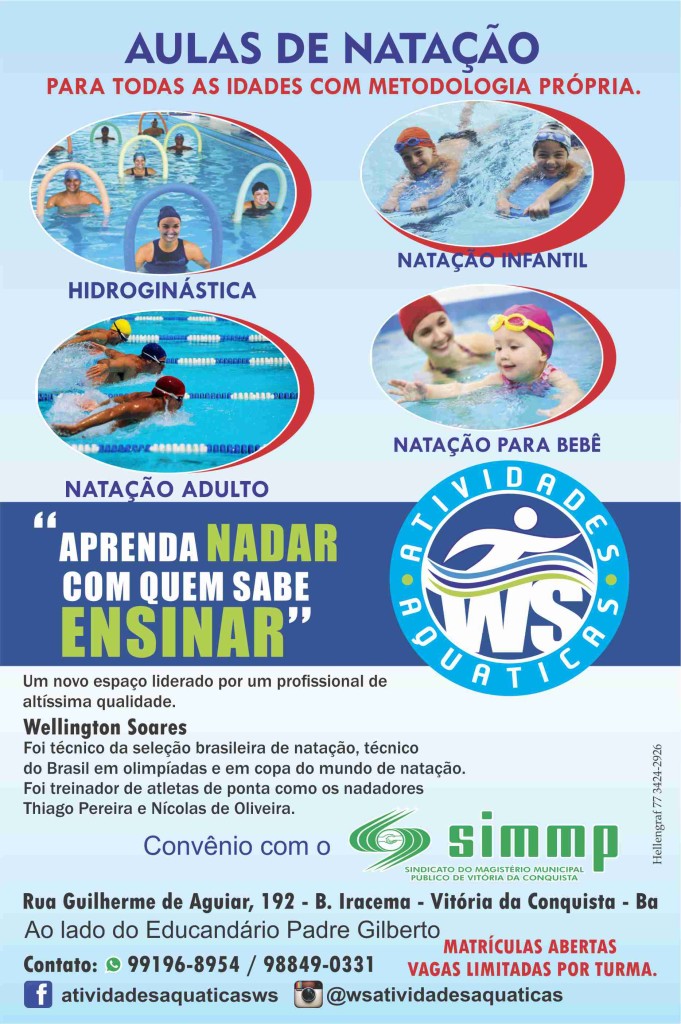 AULAS DE NATAÇÃO
PARA TODAS AS IDADES COM METODOLOGIA PRÓPRIA.
HIDROGINÁSTICA
NATAÇÃO INFANTIL
NATAÇÃO ADULTO
NATAÇÃO PARA BEBÊ
“APRENDA NADAR
COM QUEM SABE
ENSINAR”
ATIVIDADES
WS
AQUATICAS
Um novo espaço liderado por um profissional de
altíssima qualidade.
Wellington Soares
Foi técnico da seleção brasileira de natação, técnico
do Brasil em olimpíadas e em copa do mundo de natação.
Foi treinador de atletas de ponta como os nadadores
Thiago Pereira e Nícolas de Oliveira.
Hellengraf 77 3424-2926
Convênio com o
simmp
SINDICATO DO MAGISTÉRIO MUNICIPAL
PÚBLICO DE VITÓRIA DA CONQUISTA
Rua Guilherme de Aguiar, 192 - B. Iracema - Vitória da Conquista - Ba
Ao lado do Educandário Padre Gilberto
MATRÍCULAS ABERTAS
VAGAS LIMITADAS POR TURMA.
Contato: 99196-8954 / 98849-0331
atividadesaquaticasws @wsatividadesaquaticas